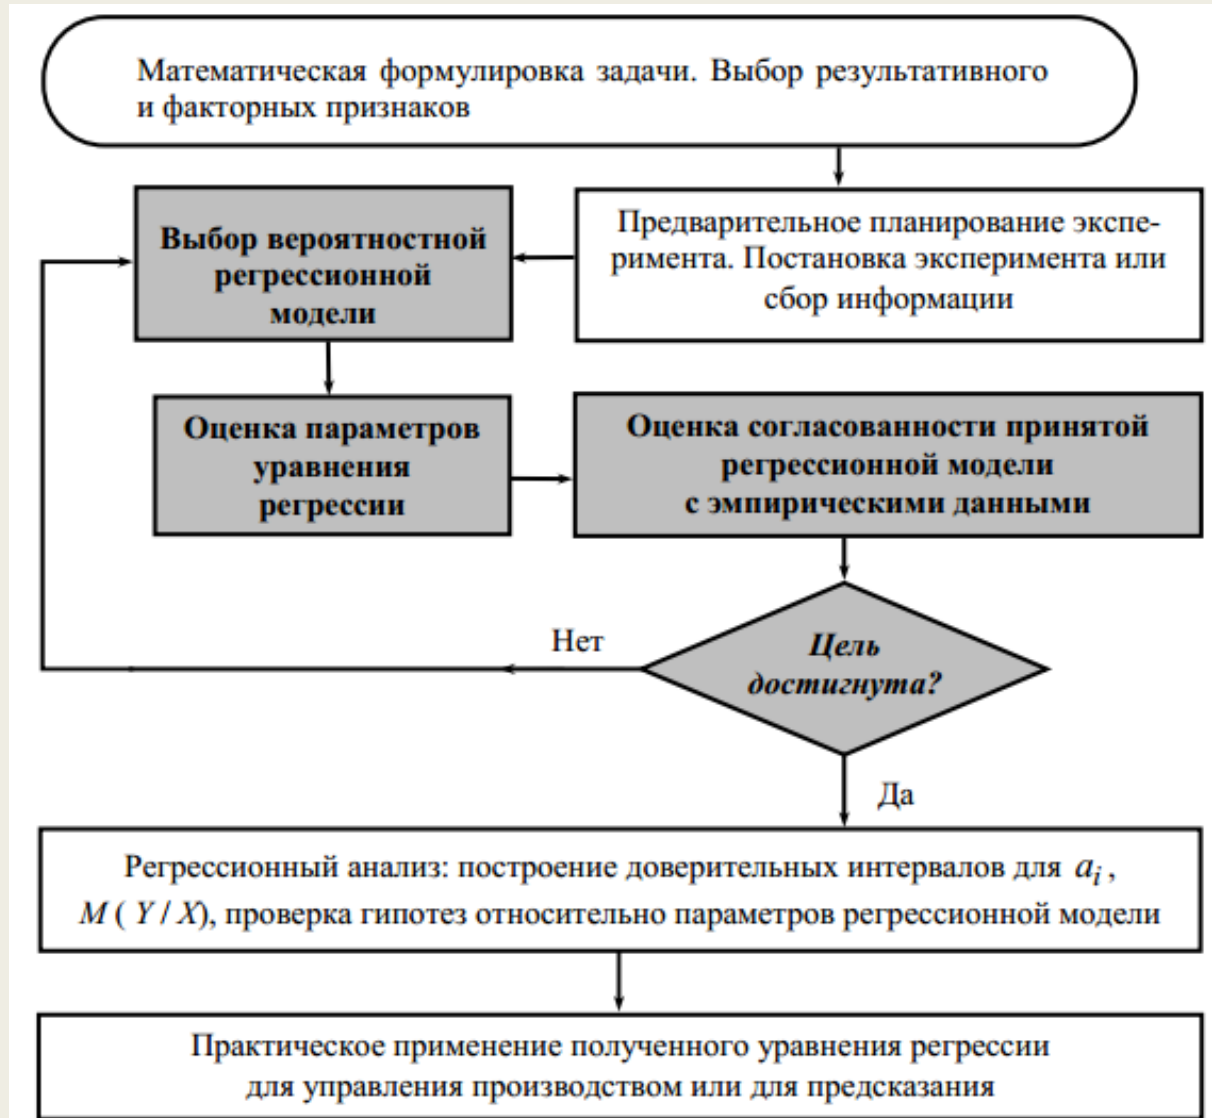 Математическая формулировка задачи. Выбор результативного
и факторных признаков
Предварительное планирование экспе-
римента. Постановка эксперимента или
сбор информации
Выбор вероятностной
регрессионной
модели
Оценка параметров
уравнения
регрессии
Оценка согласованности принятой
регрессионной модели
с эмпирическими данными
Цель
достигнута?
Нет
Да
Регрессионный анализ: построение доверительных интервалов для a_i,
M ( Y / X), проверка гипотез относительно параметров регрессионной модели
Практическое применение полученного уравнения регрессии
для управления производством или для предсказания